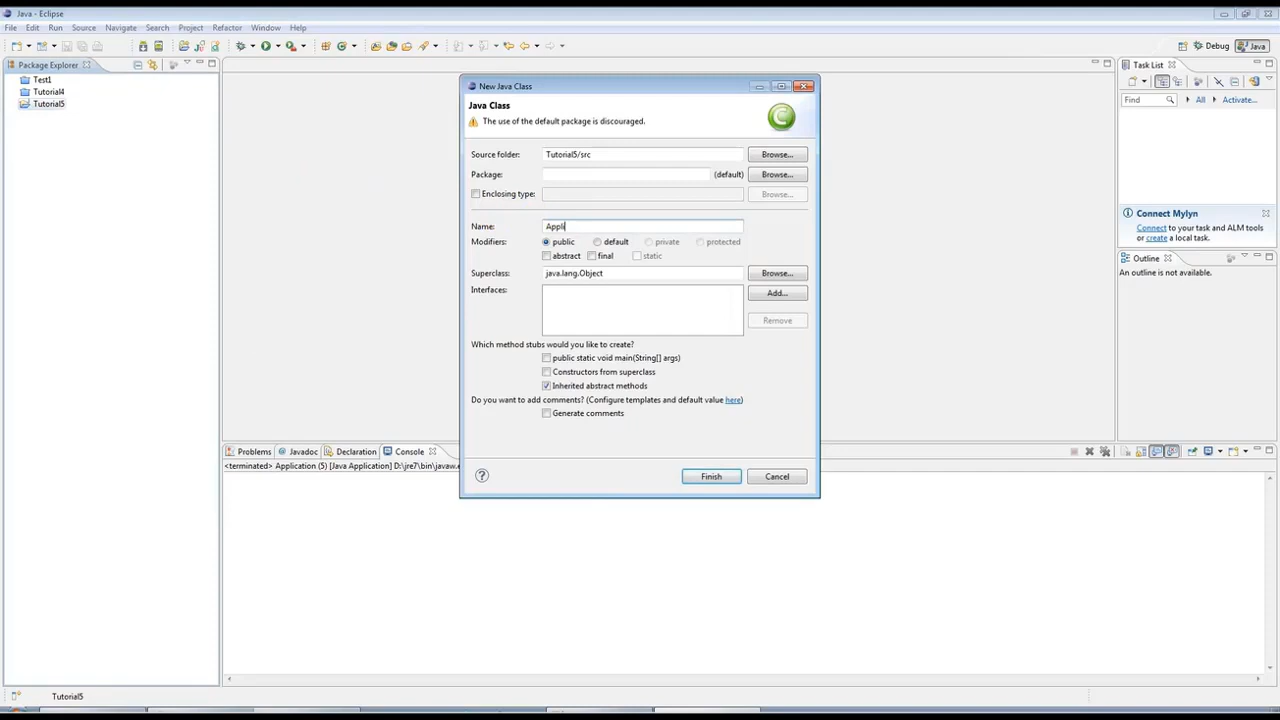 Java - Eclipse
File Edit Run Source Navigate Search Project Refactor Window Help
Debug Java
Package Explorer
Test1
Tutorial4
Tutorial5
New Java Class
Java Class
The use of the default package is discouraged.
Source folder: Tutorial5/src Browse...
Package: (default) Browse...
Enclosing type: Browse...
Name: Appli
Modifiers: public default private protected
abstract final static
Superclass: java.lang.Object Browse...
Interfaces: Add...
Remove
Which method stubs would you like to create?
public static void main(String[] args)
Constructors from superclass
Inherited abstract methods
Do you want to add comments? (Configure templates and default value here)
Generate comments
Finish Cancel
Task List
Find All Activate...
Connect Mylyn
Connect to your task and ALM tools
or create a local task.
Outline
An outline is not available.
Problems Javadoc Declaration Console
<terminated> Application (5) [Java Application] D:\jre7\bin\javaw.e
Tutorial5